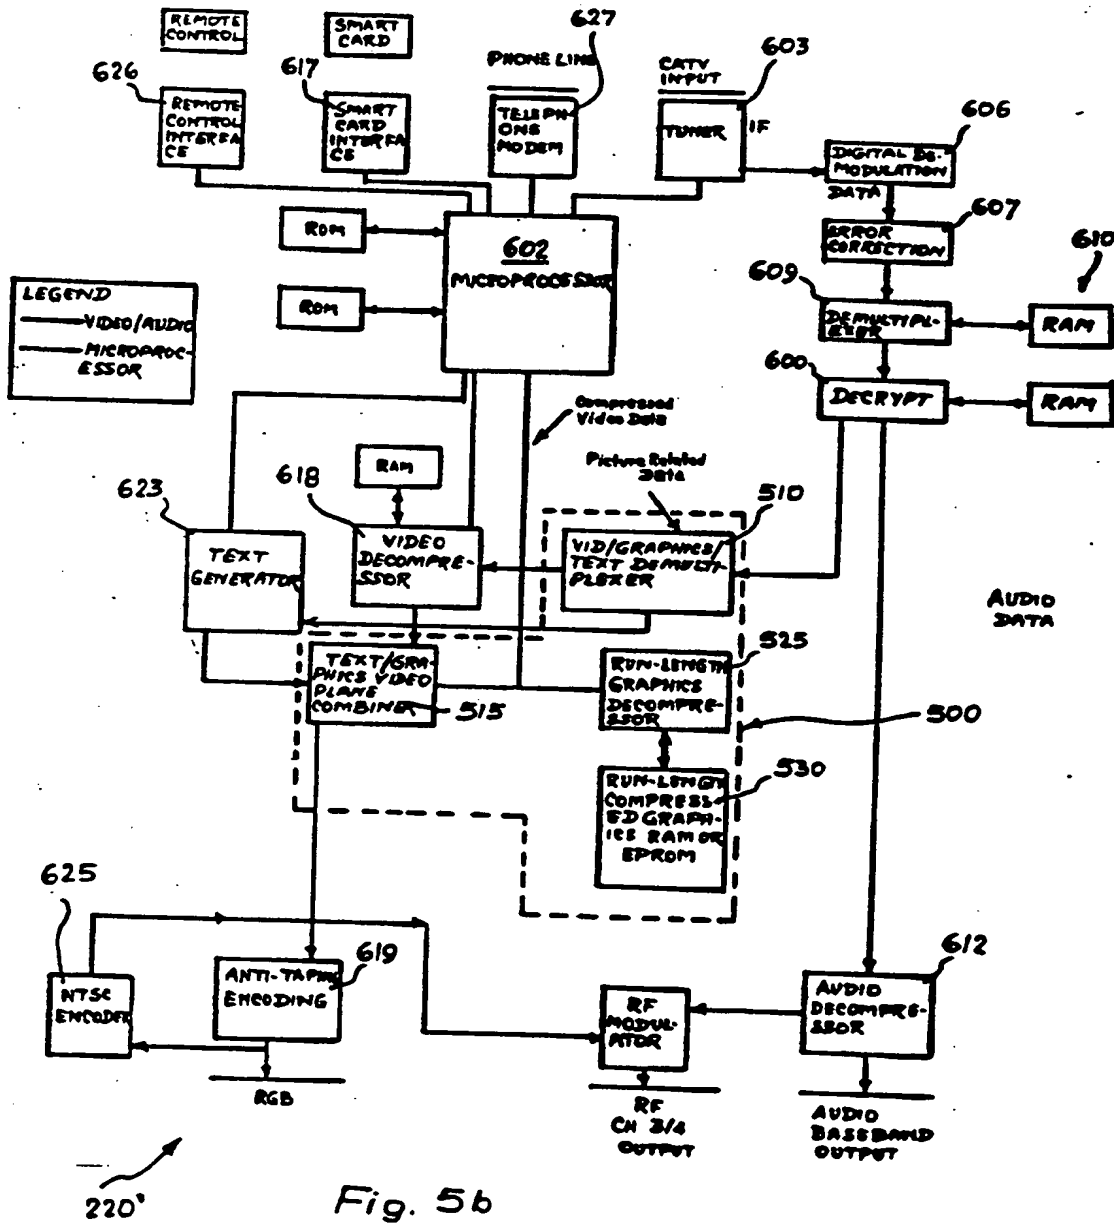 REMOTE
CONTROL
SMART
CARD
627
603
626
617
PHONE LINE
CATV
INPUT
REMOTE
CONTROL
INTERFA
CE
SMART
CARD
INTERFA
CE
TELEPH-
ONE
MODEM
TUNER
IF
606
DIGITAL DE-
MODULATION
DATA
607
ERROR
CORRECTION
610
ROM
602
MICROPROCESSOR
609
DEMULTIPL-
EXER
RAM
LEGEND
VIDEO/AUDIO
MICROPROC-
ESSOR
ROM
600
DECRYPT
RAM
Compressed
Video Data
Picture Related
Data
RAM
618
510
623
TEXT
GENERATOR
VIDEO
DECOMPRE-
SSOR
VID/GRAPHICS
TEXT DEMULTI-
PLEXER
AUDIO
DATA
TEXT/GRA-
PHICS VIDEO
PLANE
COMBINER
515
RUN-LENGTH
GRAPHICS
DECOMPRE-
SSOR
525
500
530
RUN-LENGTH
COMPRESS
ED GRAPH-
ICS RAM OR
EPROM
625
NTSC
ENCODER
ANTI-TAPING
ENCODING
619
612
RF
MODUL-
ATOR
AUDIO
DECOMPRE-
SSOR
RGB
RF
CH 3/4
OUTPUT
AUDIO
BASEBAND
OUTPUT
220'
Fig. 5b